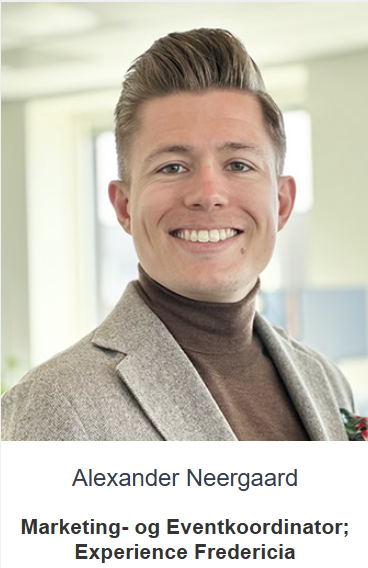 Alexander Neergaard
Marketing- og Eventkoordinator;
Experience Fredericia